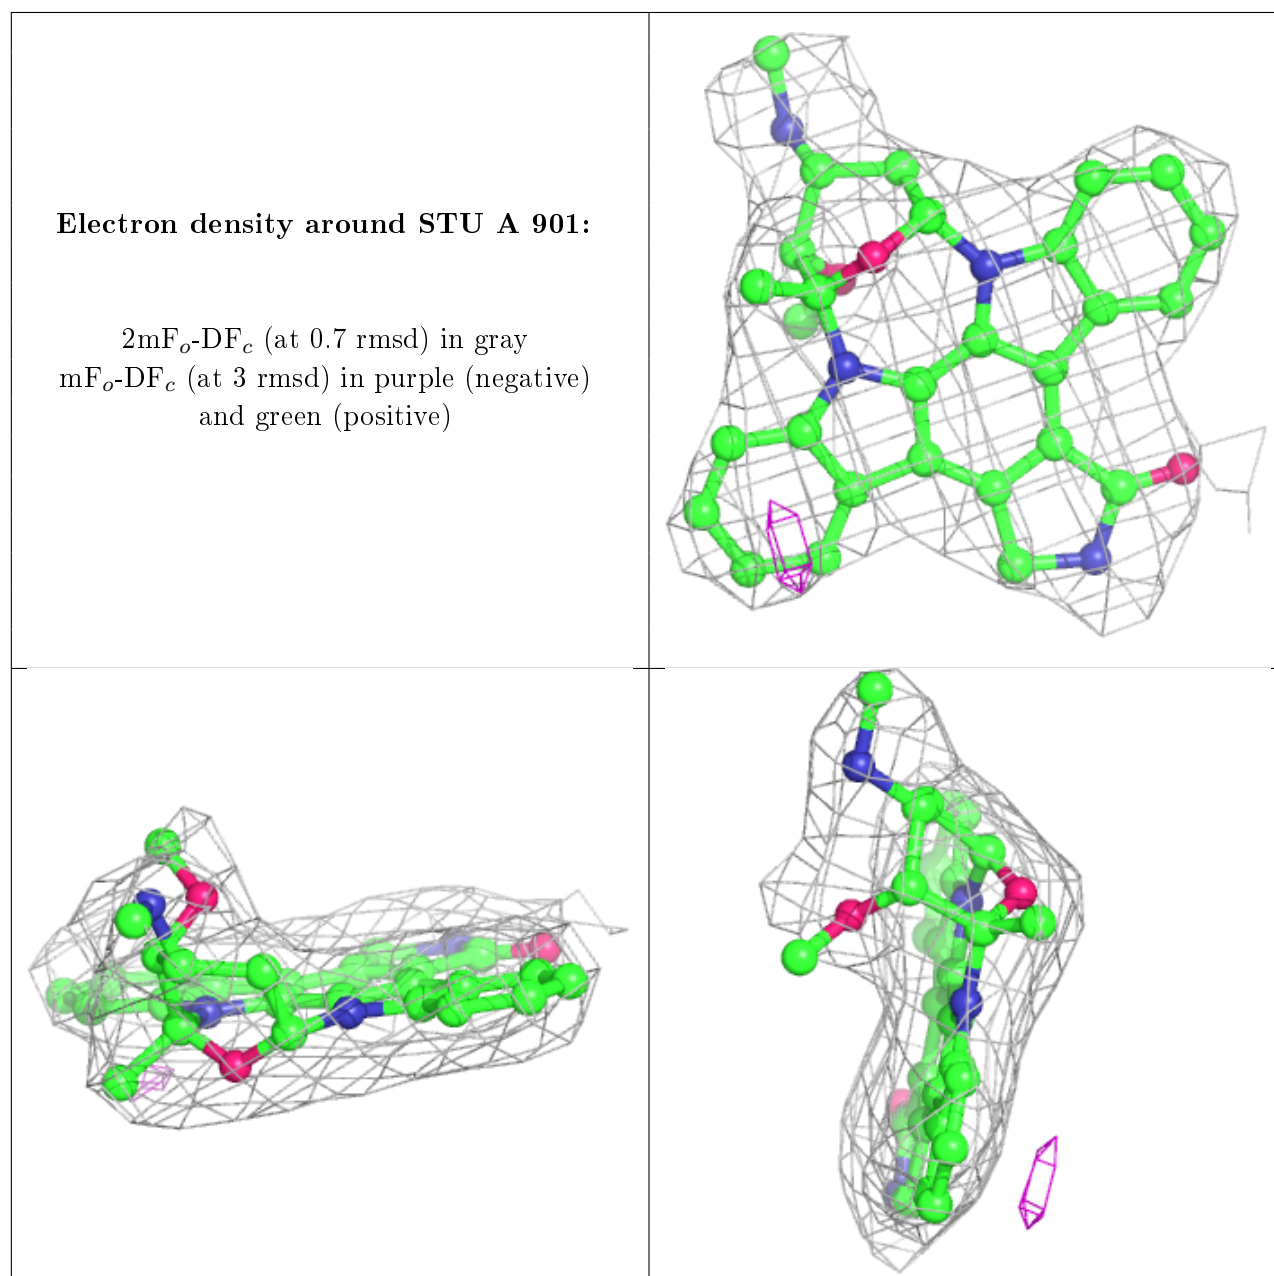 Electron density around STU A 901:
2mFo-DFc (at 0.7 rmsd) in gray
mFo-DFc (at 3 rmsd) in purple (negative)
and green (positive)